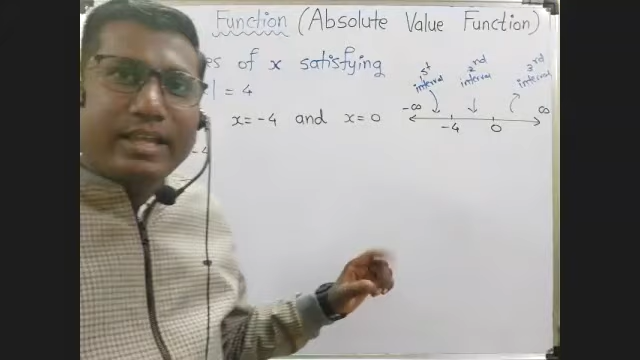 Function (Absolute Value Function)
es of x satisfying
| = 4
x = -4 and x = 0
1st interval
2nd interval
3rd interval
-∞
∞
-4
0
-4